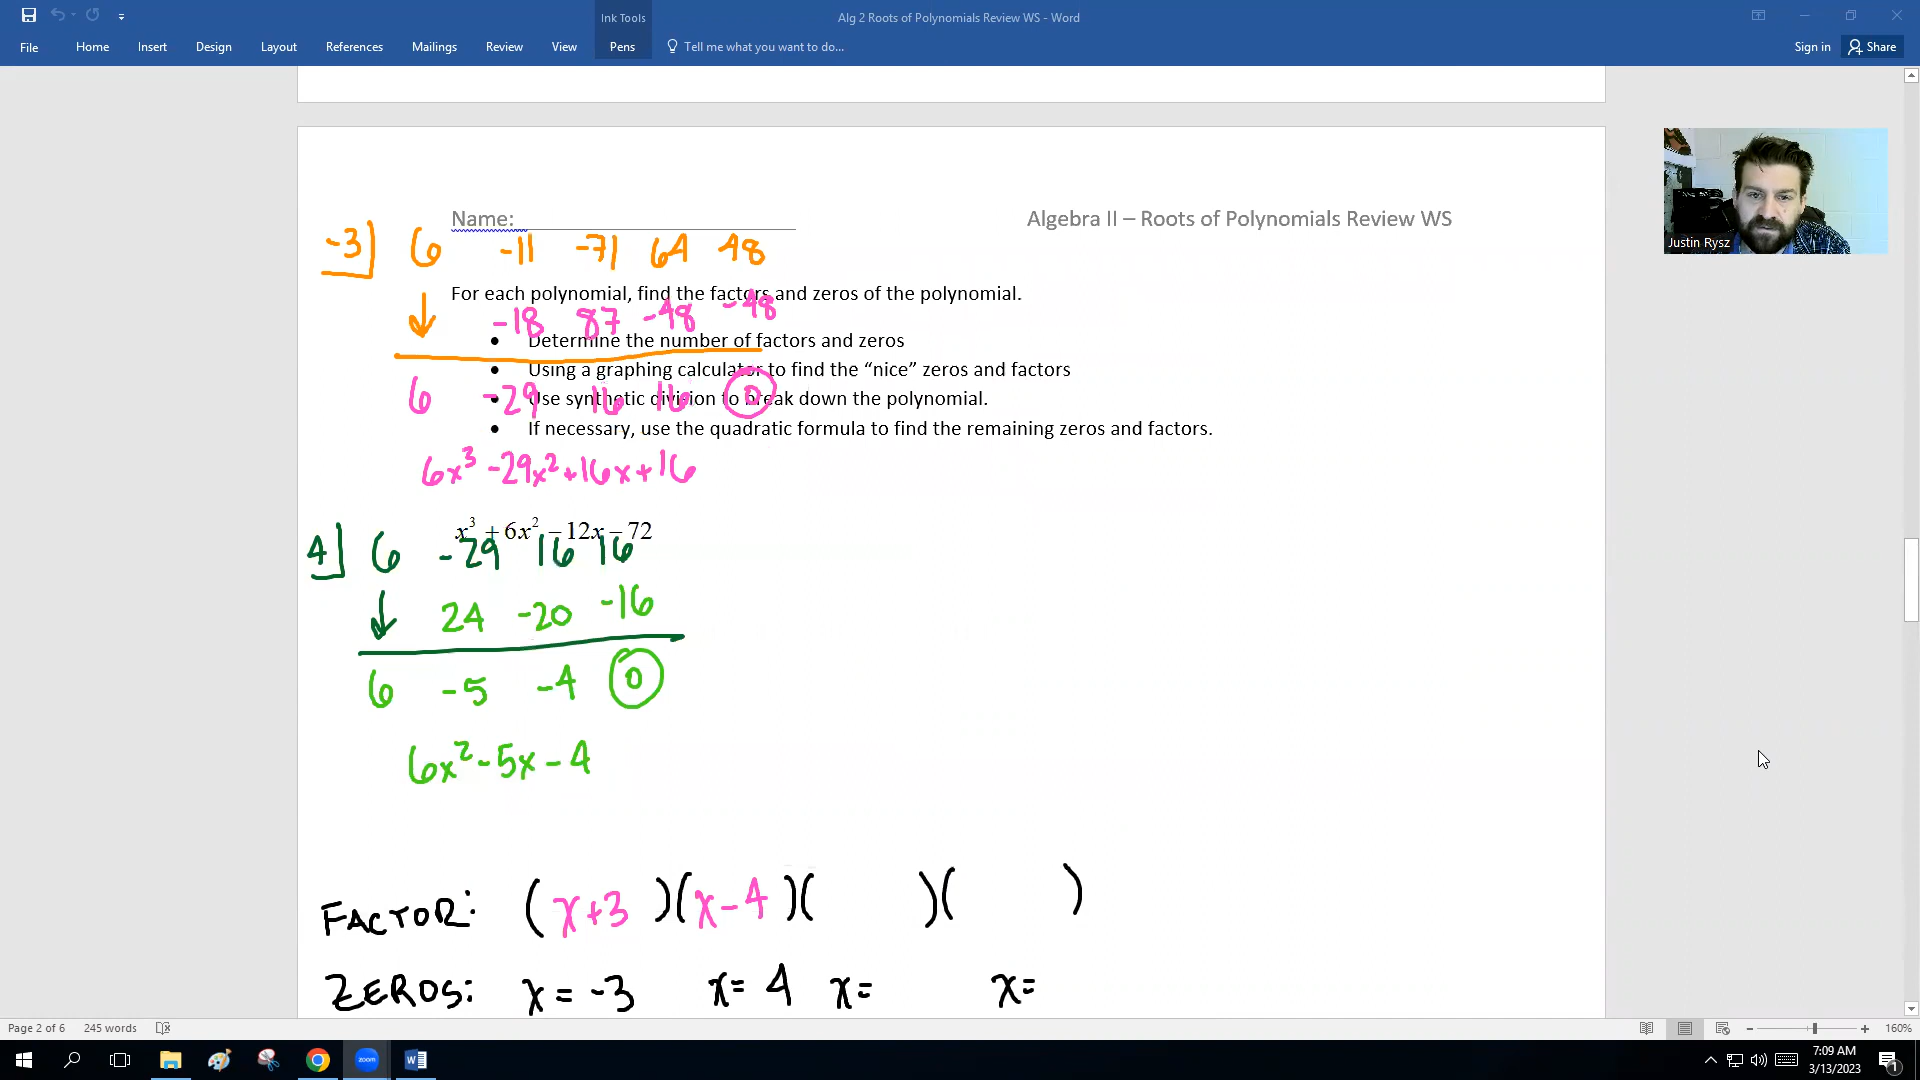 Ink Tools
Alg 2 Roots of Polynomials Review WS - Word
File Home Insert Design Layout References Mailings Review View Pens Tell me what you want to do... Sign in Share
Name:
Algebra II – Roots of Polynomials Review WS
-3 6 -11 -71 64 48
For each polynomial, find the factors and zeros of the polynomial.
-18 87 -48 -48
• Determine the number of factors and zeros
• Using a graphing calculator to find the “nice” zeros and factors
6 -29 16 16 0
• Use synthetic division to break down the polynomial.
• If necessary, use the quadratic formula to find the remaining zeros and factors.
6x³ -29x² +16x +16
x³ + 6x² – 12x – 72
4 6 -29 16 16
24 -20 -16
6 -5 -4 0
6x² - 5x - 4
FACTOR: (x+3)(x-4)( )( )
ZEROS: x = -3 x = 4 x = x =
Justin Rysz
Page 2 of 6 245 words
160%
7:09 AM
3/13/2023
zoom
1